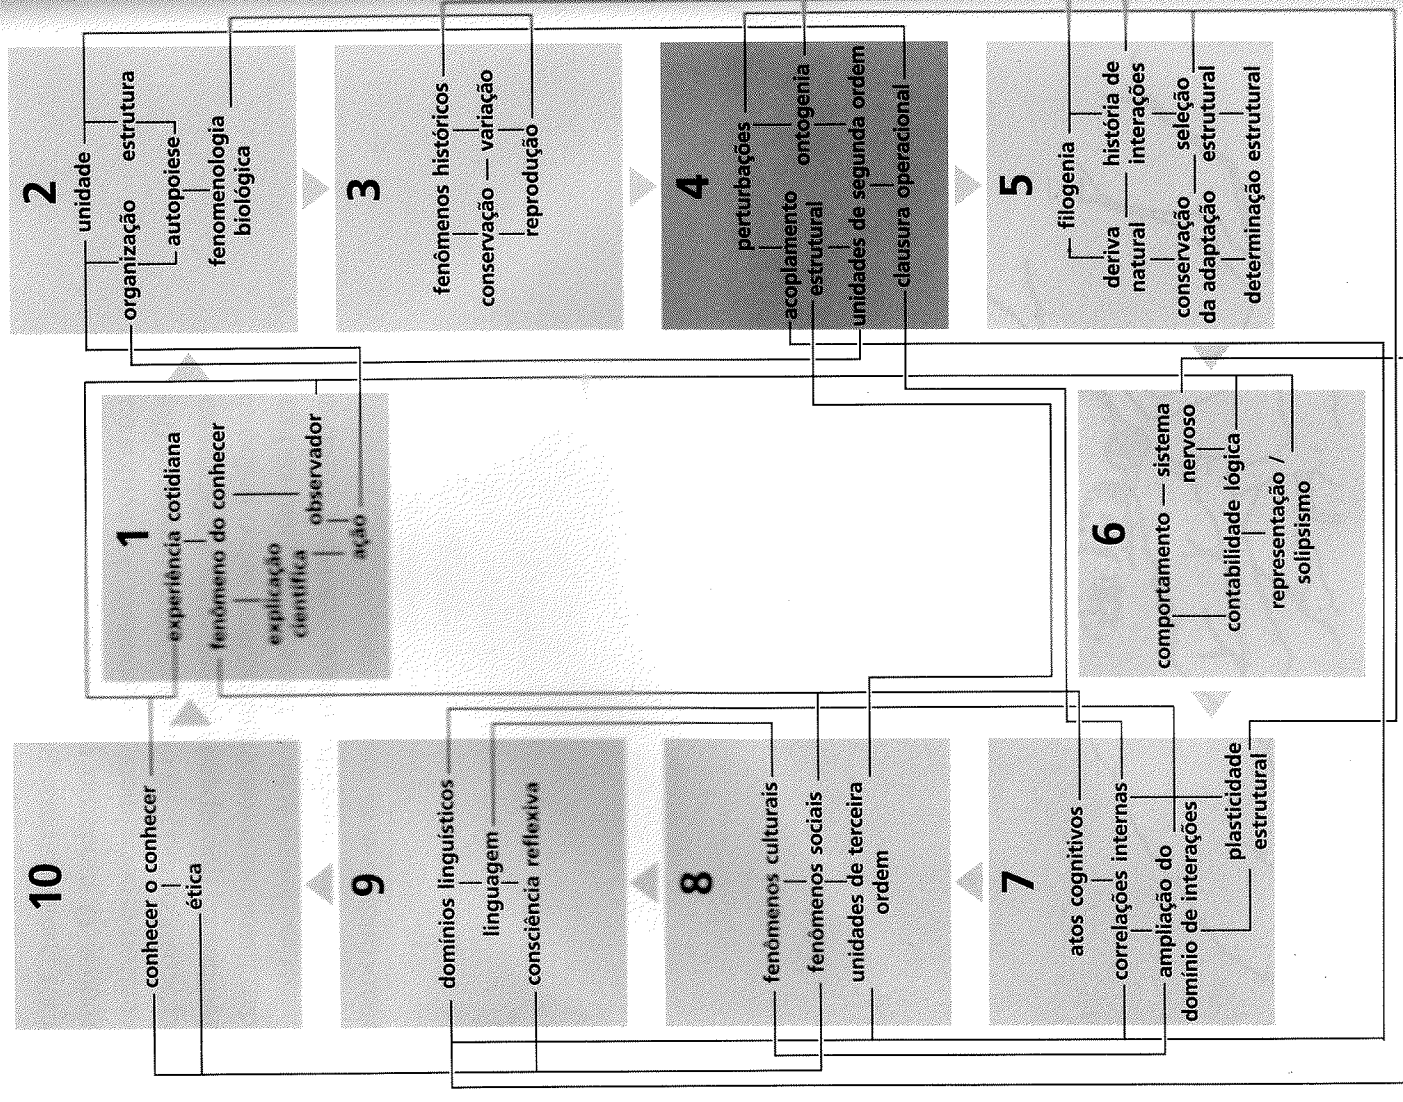 1
experiência cotidiana
fenômeno do conhecer
explicação
científica
observador
ação
2
unidade
organização
estrutura
autopoiese
fenomenologia
biológica
3
fenômenos históricos
conservação
variação
reprodução
4
perturbações
acoplamento
estrutural
ontogenia
unidades de segunda ordem
clausura operacional
5
filogenia
deriva
natural
história de
interações
conservação
da adaptação
seleção
estrutural
determinação estrutural
6
comportamento
sistema
nervoso
contabilidade lógica
representação /
solipsismo
7
atos cognitivos
correlações internas
ampliação do
domínio de interações
plasticidade
estrutural
8
fenômenos culturais
fenômenos sociais
unidades de terceira
ordem
9
domínios linguísticos
linguagem
consciência reflexiva
10
conhecer o conhecer
ética